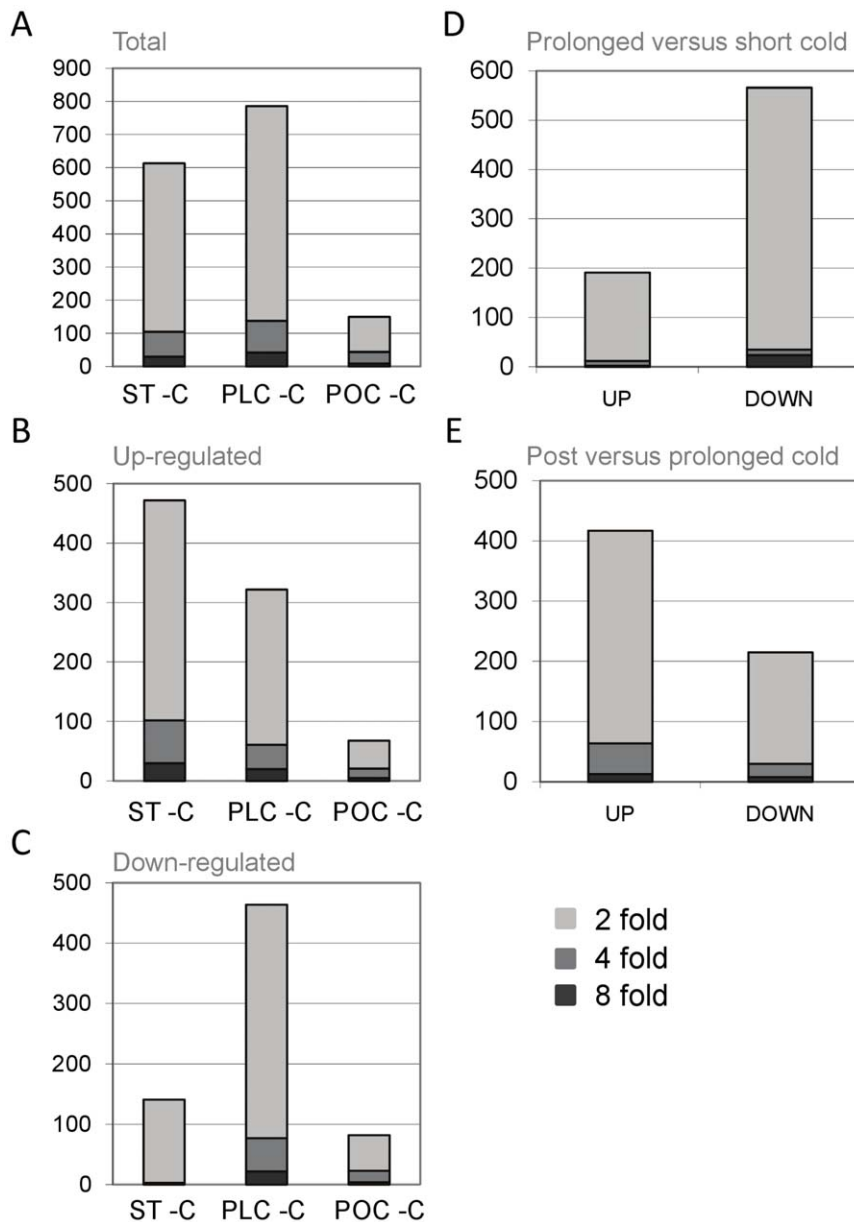 A
Total
900
800
700
600
500
400
300
200
100
0
ST -C PLC -C POC -C
B
Up-regulated
500
400
300
200
100
0
ST -C PLC -C POC -C
C
Down-regulated
500
400
300
200
100
0
ST -C PLC -C POC -C
D
Prolonged versus short cold
600
500
400
300
200
100
0
UP DOWN
E
Post versus prolonged cold
500
400
300
200
100
0
UP DOWN
2 fold
4 fold
8 fold